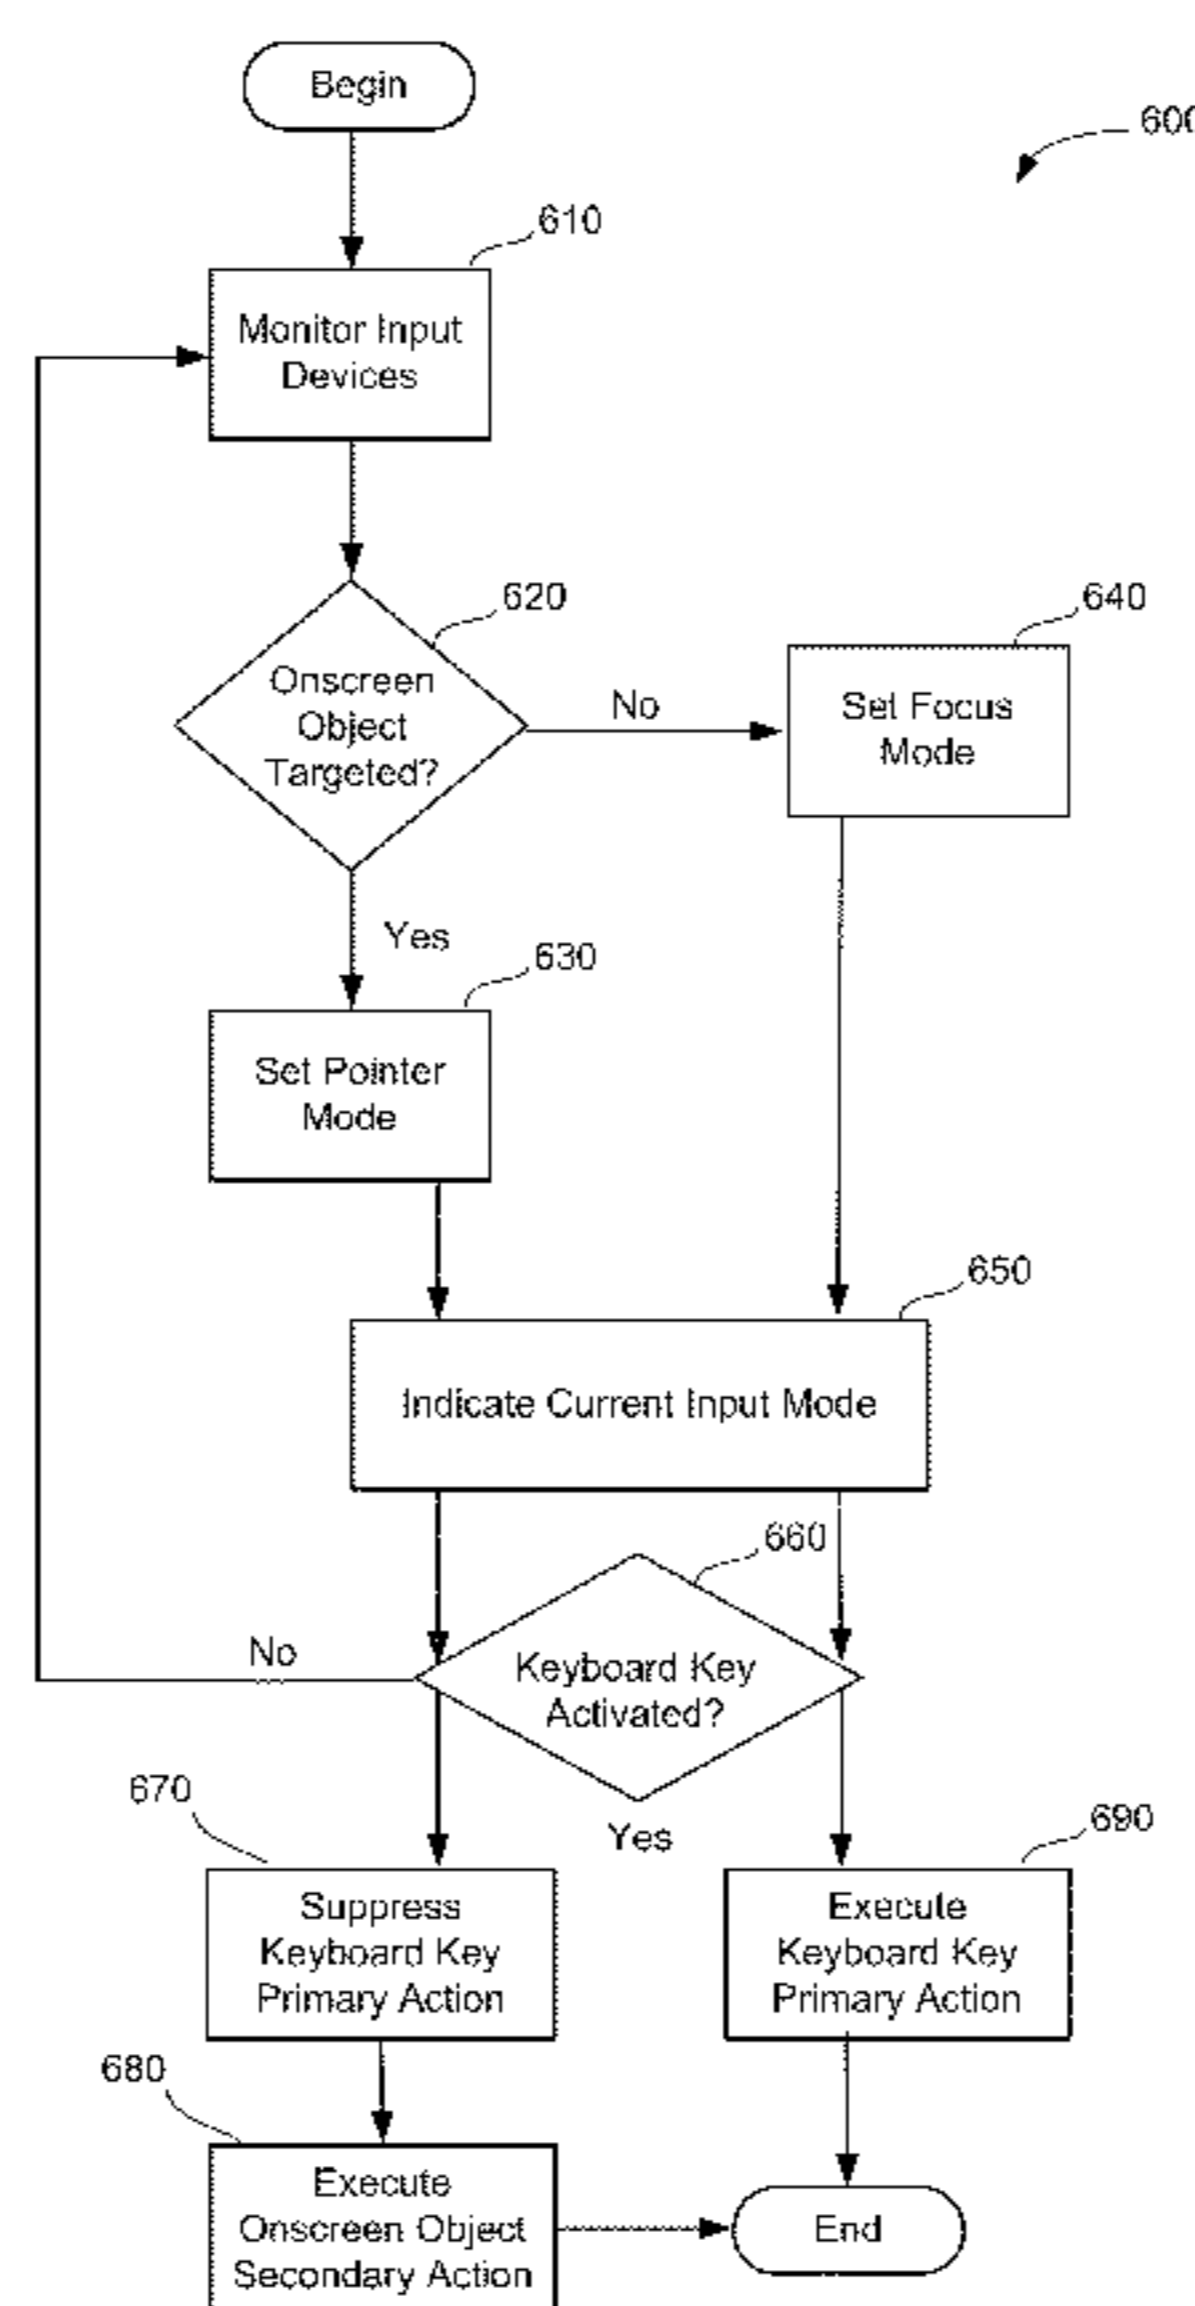 Begin
600
610
Monitor Input
Devices
620
Onscreen
Object
Targeted?
No
640
Set Focus
Mode
Yes
630
Set Pointer
Mode
650
Indicate Current Input Mode
660
Keyboard Key
Activated?
No
Yes
670
Suppress
Keyboard Key
Primary Action
690
Execute
Keyboard Key
Primary Action
680
Execute
Onscreen Object
Secondary Action
End